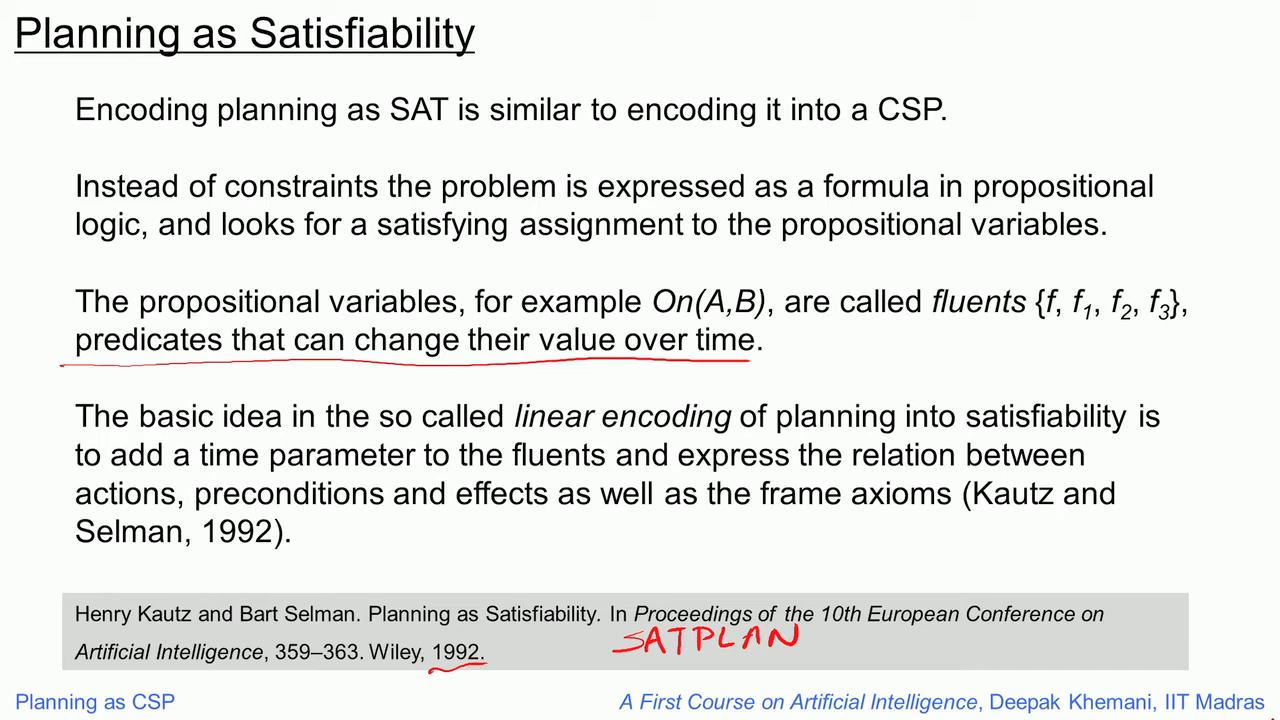 Planning as Satisfiability
Encoding planning as SAT is similar to encoding it into a CSP.
Instead of constraints the problem is expressed as a formula in propositional
logic, and looks for a satisfying assignment to the propositional variables.
The propositional variables, for example On(A,B), are called fluents {f, f1, f2, f3},
predicates that can change their value over time.
The basic idea in the so called linear encoding of planning into satisfiability is
to add a time parameter to the fluents and express the relation between
actions, preconditions and effects as well as the frame axioms (Kautz and
Selman, 1992).
Henry Kautz and Bart Selman. Planning as Satisfiability. In Proceedings of the 10th European Conference on
Artificial Intelligence, 359–363. Wiley, 1992.
SATPLAN
Planning as CSP
A First Course on Artificial Intelligence, Deepak Khemani, IIT Madras